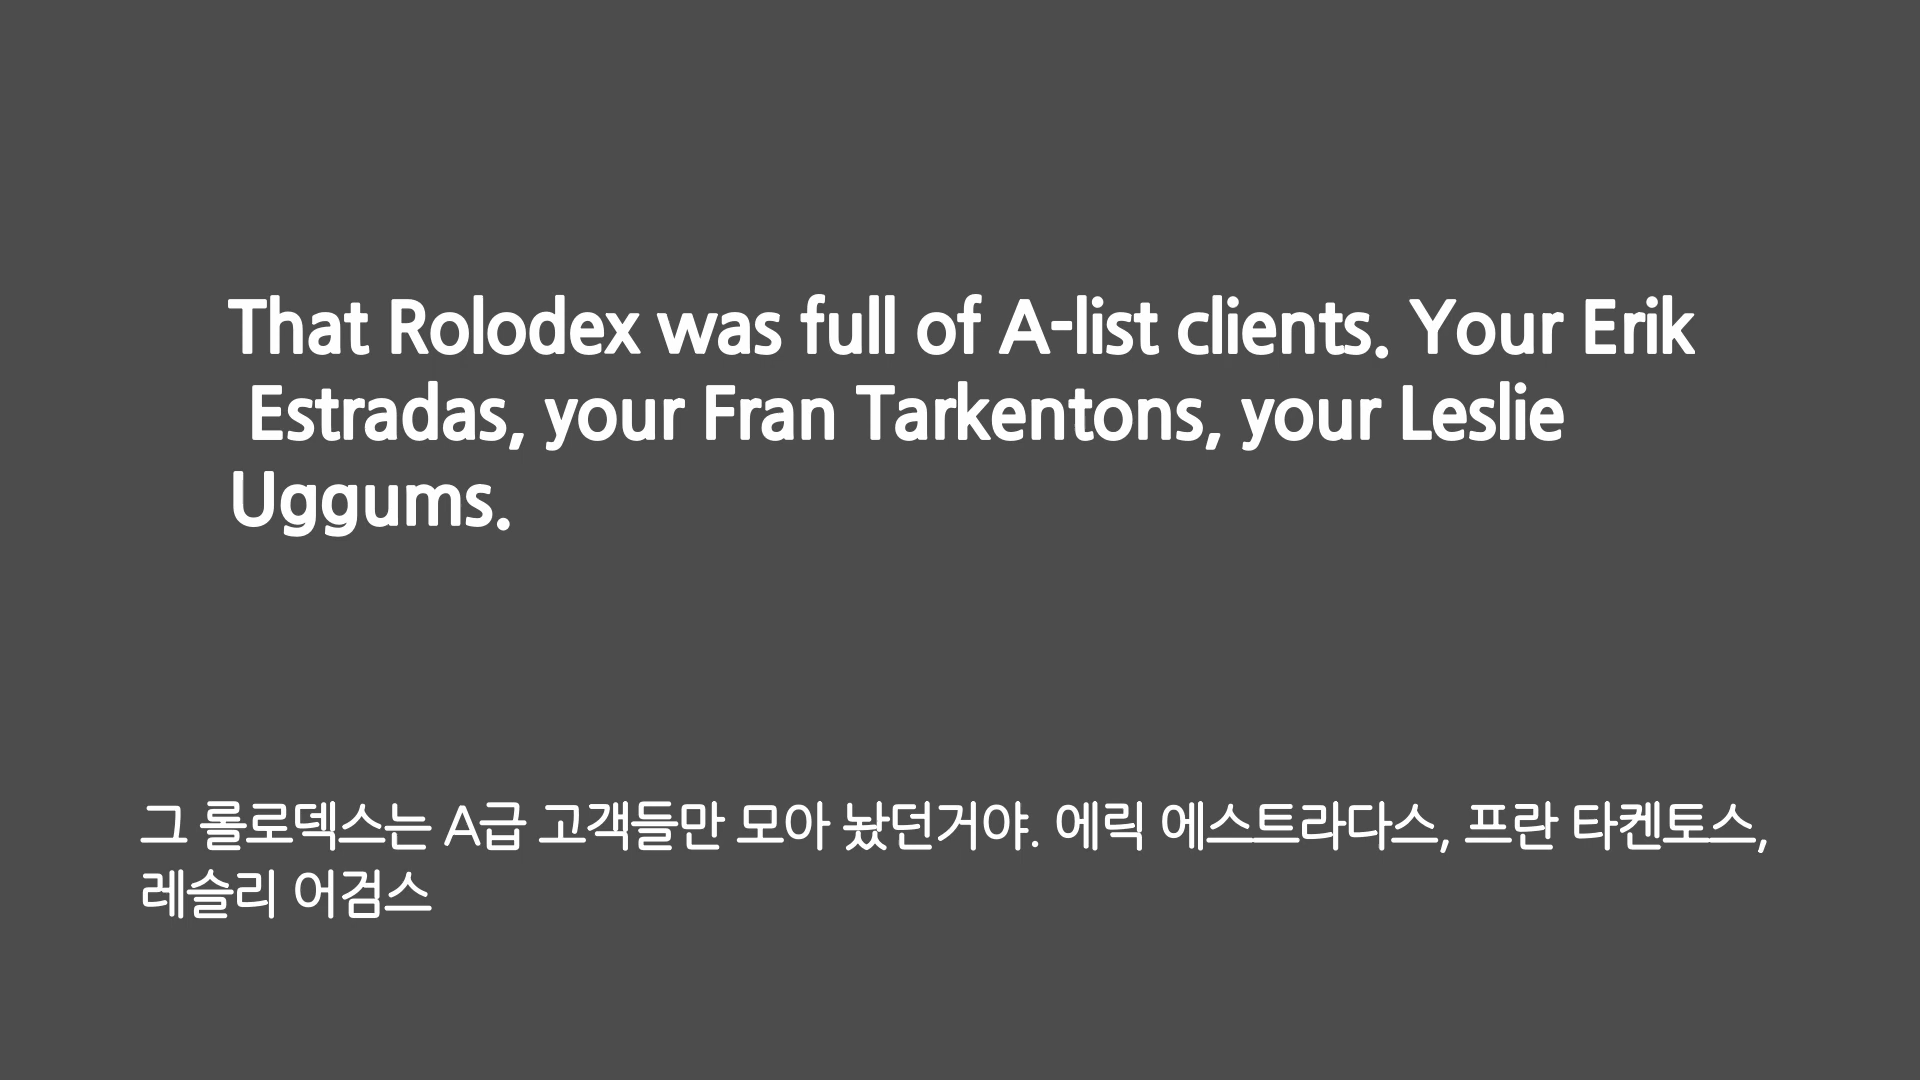 That Rolodex was full of A-list clients. Your Erik
Estradas, your Fran Tarkentons, your Leslie
Uggums.
그 롤로덱스는 A급 고객들만 모아 놨던거야. 에릭 에스트라다스, 프란 타켄토스,
레슬리 어검스